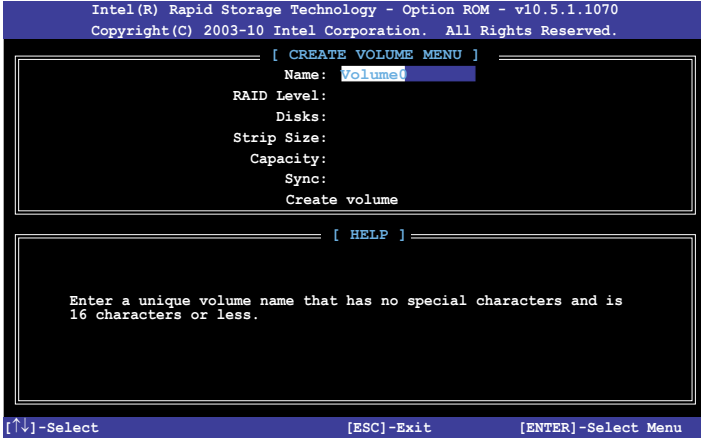 Intel(R) Rapid Storage Technology - Option ROM - v10.5.1.1070
Copyright(C) 2003-10 Intel Corporation.  All Rights Reserved.
[ CREATE VOLUME MENU ]
Name: Volume0
RAID Level:
Disks:
Strip Size:
Capacity:
Sync:
Create volume
[ HELP ]
Enter a unique volume name that has no special characters and is
16 characters or less.
[↑↓]-Select [ESC]-Exit [ENTER]-Select Menu